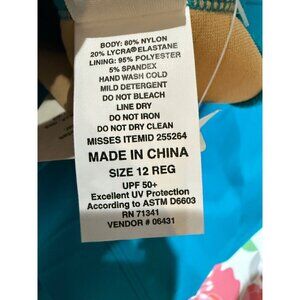 BODY: 80% NYLON
20% LYCRA®ELASTANE
LINING: 95% POLYESTER
5% SPANDEX
HAND WASH COLD
MILD DETERGENT
DO NOT BLEACH
LINE DRY
DO NOT IRON
DO NOT DRY CLEAN
MISSES ITEMID 255264
MADE IN CHINA
SIZE 12 REG
UPF 50+
Excellent UV Protection
According to ASTM D6603
RN 71341
VENDOR # 06431